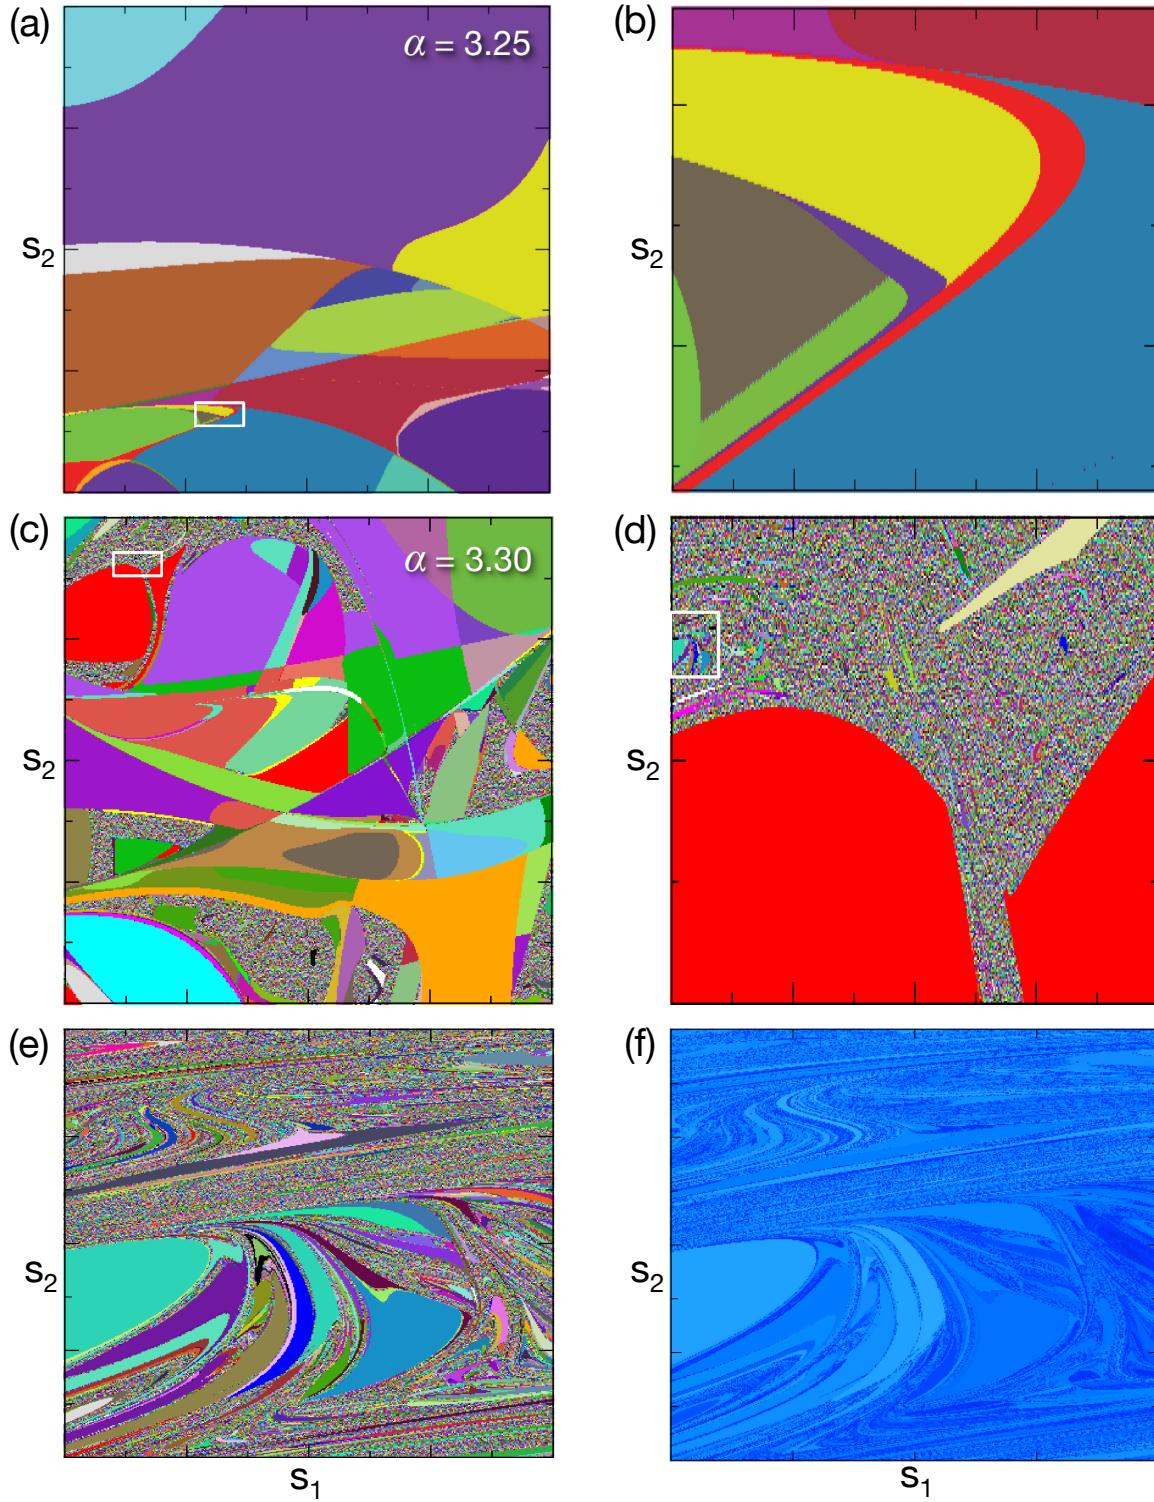 (a)
α = 3.25
s₂
(b)
s₂
(c)
α = 3.30
s₂
(d)
s₂
(e)
s₂
s₁
(f)
s₂
s₁